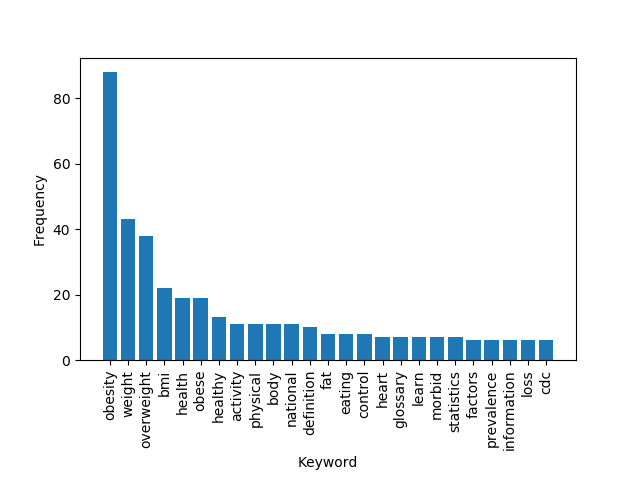 80
60
40
20
0
Frequency
obesity
weight
overweight
bmi
health
obese
healthy
activity
physical
body
national
definition
fat
eating
control
heart
glossary
learn
morbid
statistics
factors
prevalence
information
loss
cdc
Keyword